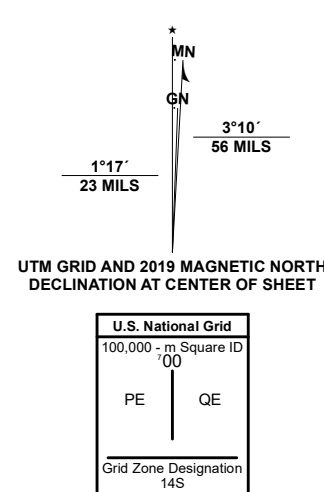 ★
MN
GN
3°10´
56 MILS
1°17´
23 MILS
UTM GRID AND 2019 MAGNETIC NORTH
DECLINATION AT CENTER OF SHEET
U.S. National Grid
100,000 - m Square ID
⁷00
PE QE
Grid Zone Designation
14S